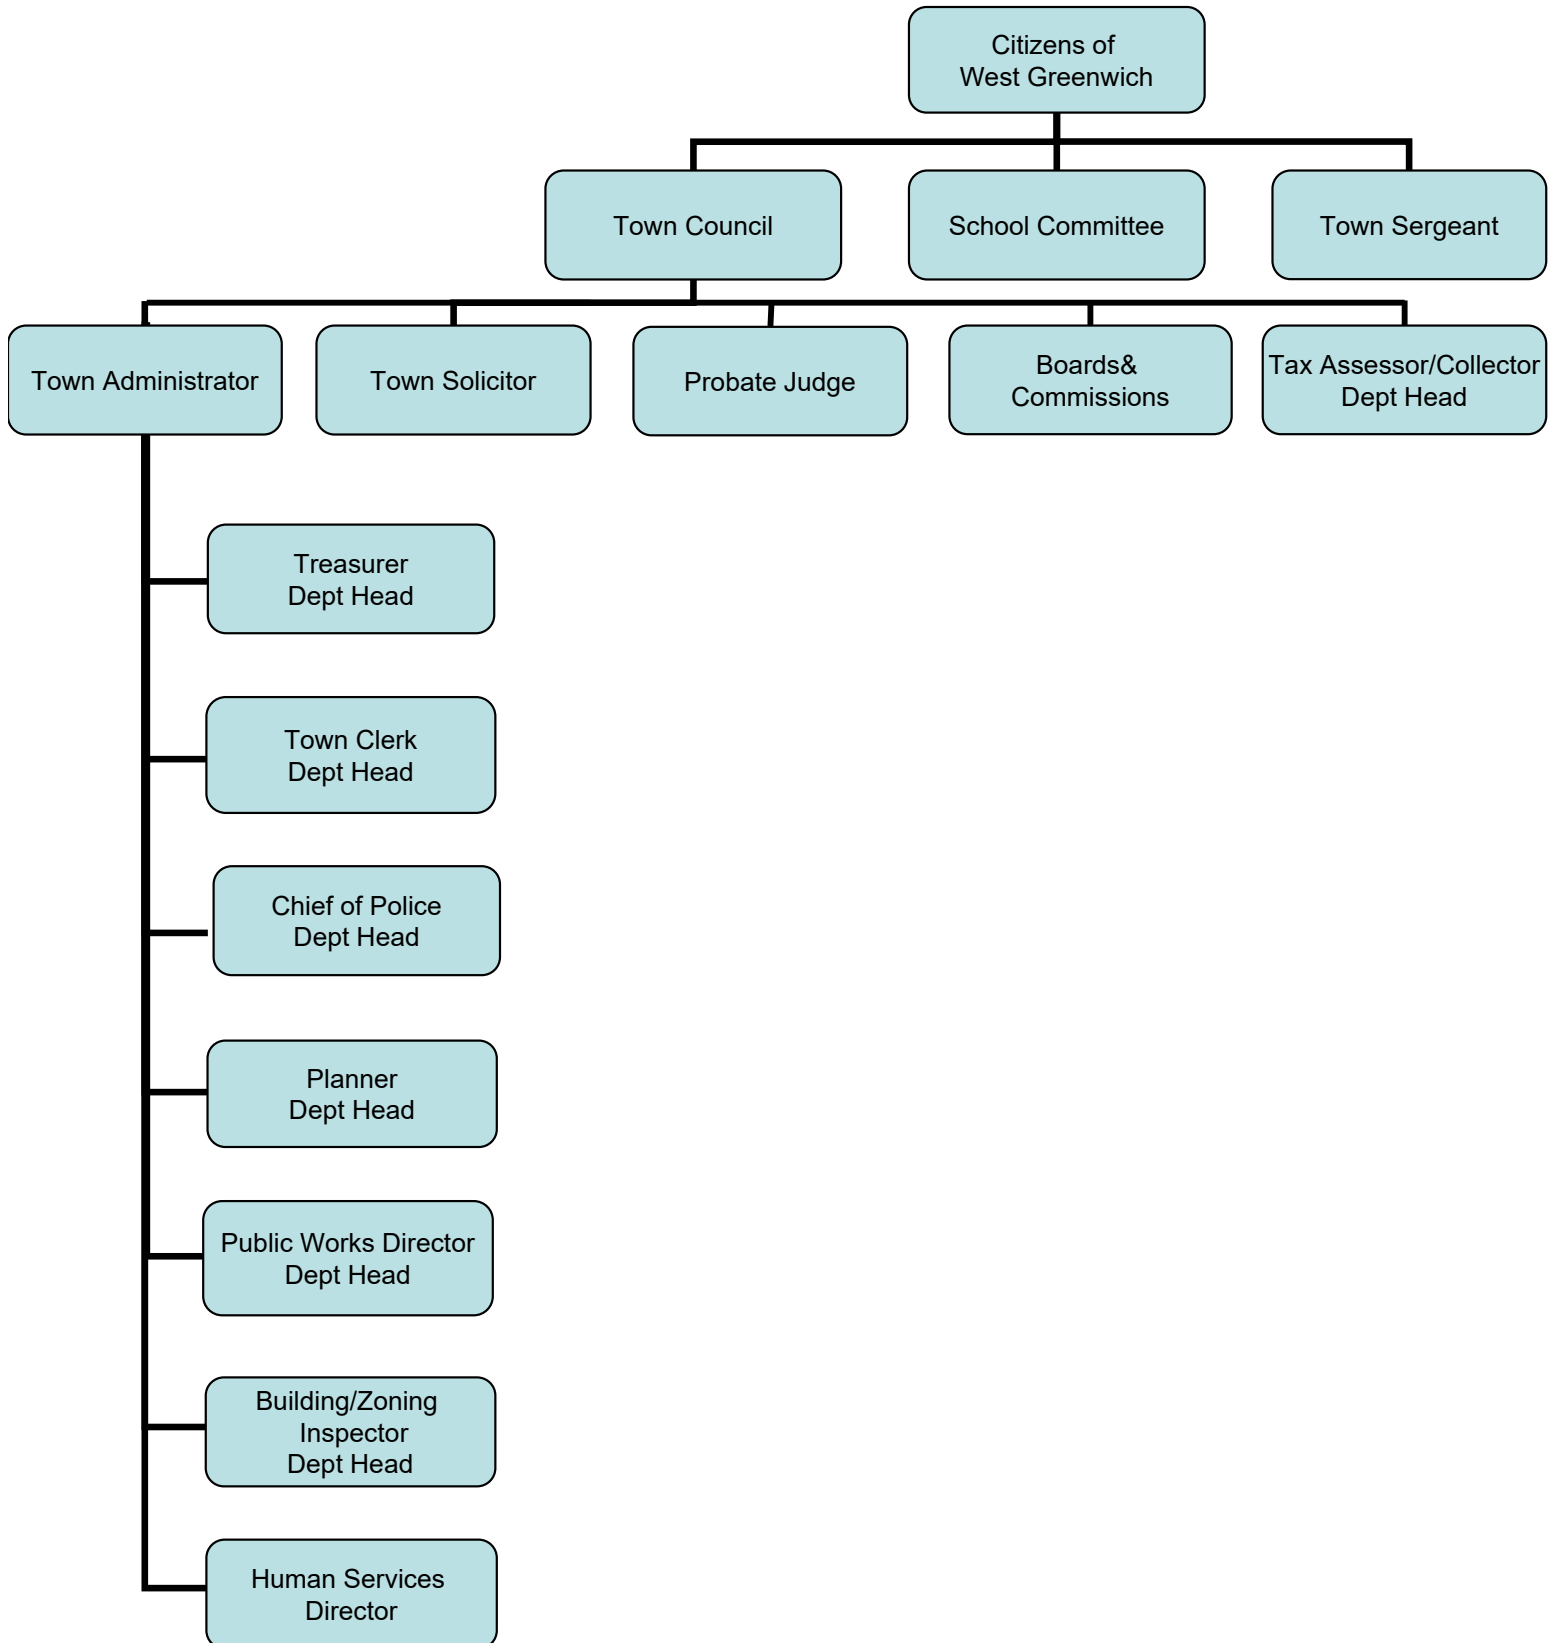 Citizens of
West Greenwich
Town Council
School Committee
Town Sergeant
Town Administrator
Town Solicitor
Probate Judge
Boards&
Commissions
Tax Assessor/Collector
Dept Head
Treasurer
Dept Head
Town Clerk
Dept Head
Chief of Police
Dept Head
Planner
Dept Head
Public Works Director
Dept Head
Building/Zoning
Inspector
Dept Head
Human Services
Director